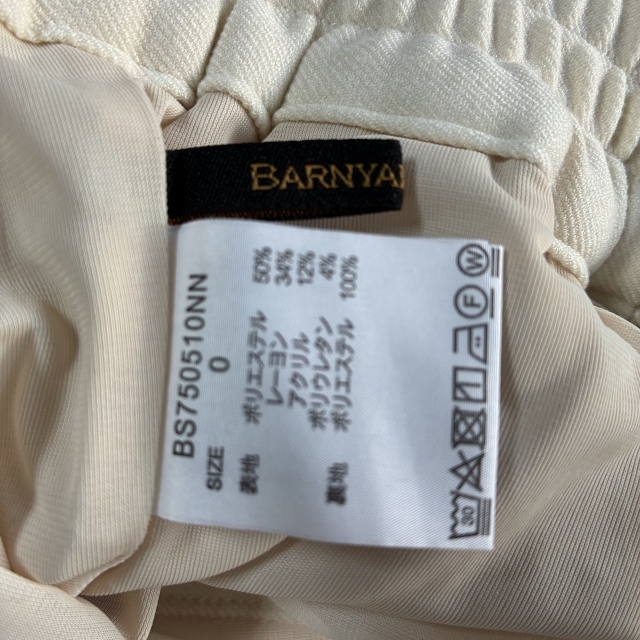 BARNYA
BS750510NN
SIZE 0
表地 ポリエステル 50%
レーヨン 34%
アクリル 12%
ポリウレタン 4%
裏地 ポリエステル 100%
30
F
W